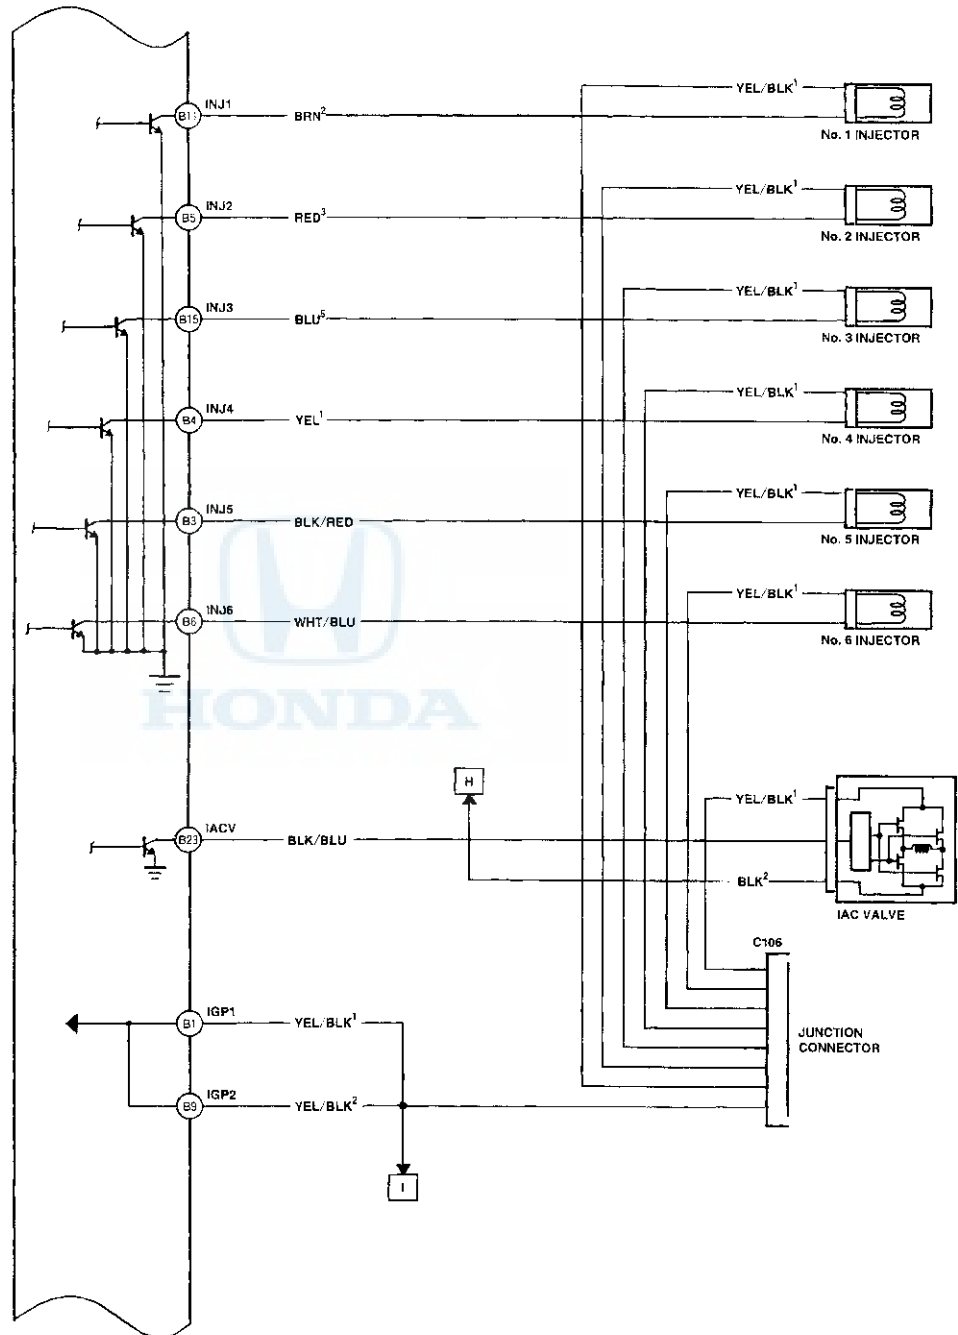 INJ1
B11
BRN²
YEL/BLK¹
No. 1 INJECTOR
INJ2
B5
RED³
YEL/BLK¹
No. 2 INJECTOR
INJ3
B15
BLU⁵
YEL/BLK¹
No. 3 INJECTOR
INJ4
B4
YEL¹
YEL/BLK¹
No. 4 INJECTOR
INJ5
B3
BLK/RED
YEL/BLK¹
No. 5 INJECTOR
INJ6
B6
WHT/BLU
YEL/BLK¹
No. 6 INJECTOR
HONDA
H
YEL/BLK¹
IACV
B23
BLK/BLU
BLK²
IAC VALVE
C106
IGP1
B1
YEL/BLK¹
JUNCTION
CONNECTOR
IGP2
B9
YEL/BLK²
I